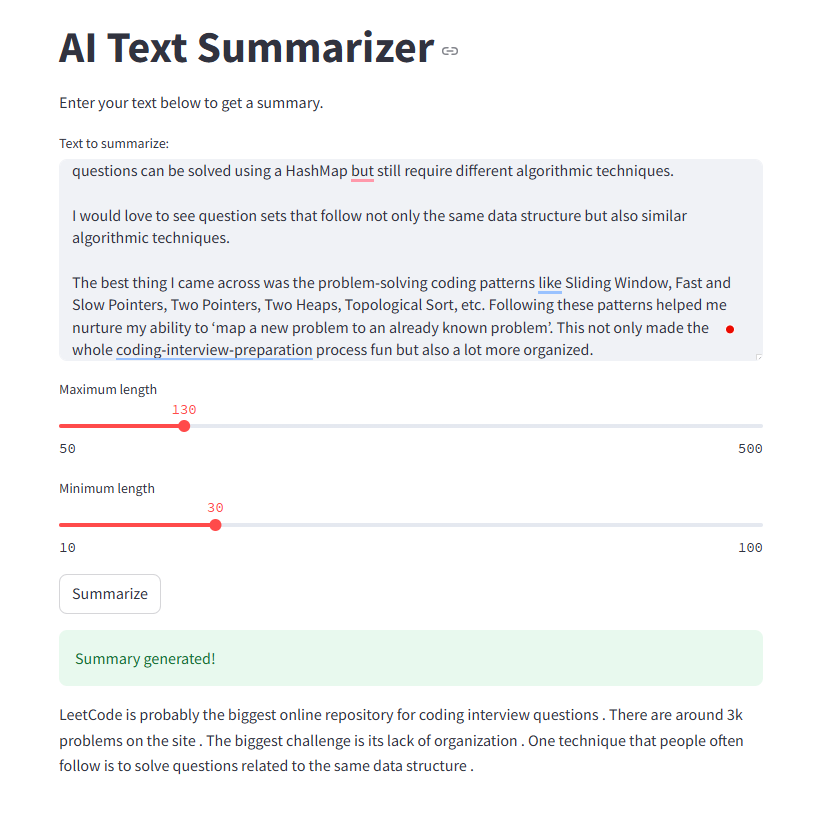 AI Text Summarizer
Enter your text below to get a summary.
Text to summarize:
questions can be solved using a HashMap but still require different algorithmic techniques.
I would love to see question sets that follow not only the same data structure but also similar
algorithmic techniques.
The best thing I came across was the problem-solving coding patterns like Sliding Window, Fast and
Slow Pointers, Two Pointers, Two Heaps, Topological Sort, etc. Following these patterns helped me
nurture my ability to ‘map a new problem to an already known problem’. This not only made the
whole coding-interview-preparation process fun but also a lot more organized.
Maximum length
130
50 500
Minimum length
30
10 100
Summarize
Summary generated!
LeetCode is probably the biggest online repository for coding interview questions . There are around 3k
problems on the site . The biggest challenge is its lack of organization . One technique that people often
follow is to solve questions related to the same data structure .